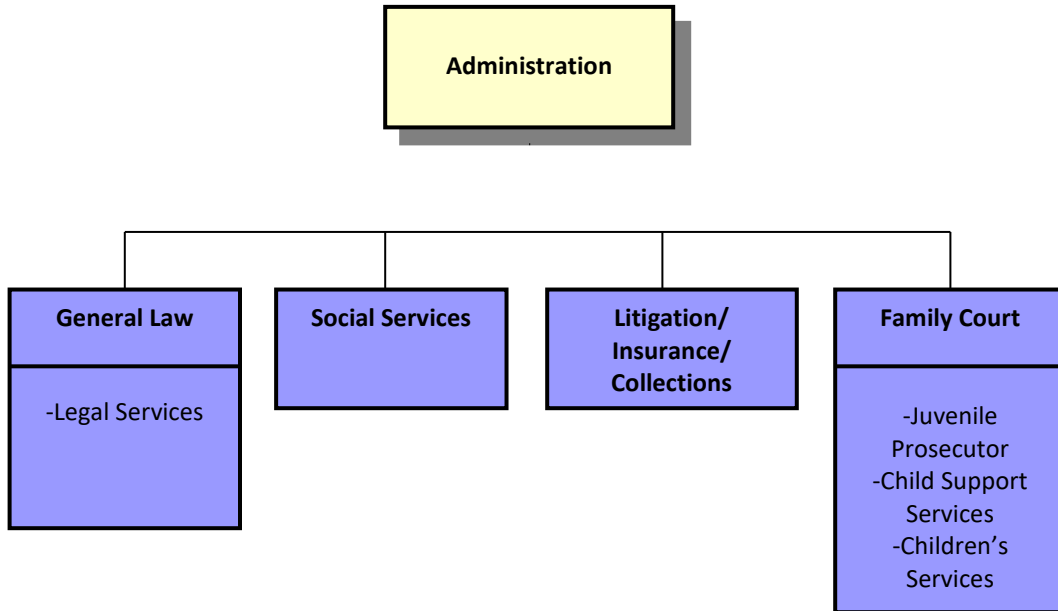 Administration
General Law
-Legal Services
Social Services
Litigation/
Insurance/
Collections
Family Court
-Juvenile
Prosecutor
-Child Support
Services
-Children’s
Services